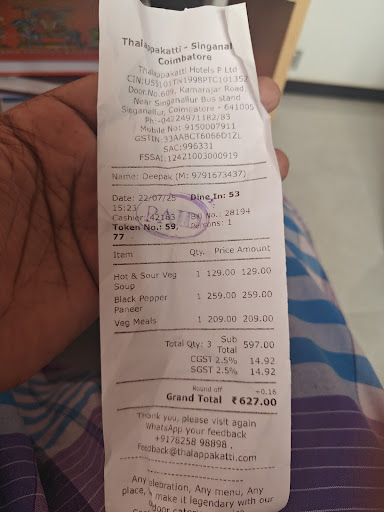 Thalappakatti - Singanal
Coimbatore
Thalappakatti Hotels P Ltd
Door.No:609, Kamarajar Road,
Near Singanallur Bus stand
Singanallur, Coimbatore - 641005
Ph:-04224971182/83
Mobile No: 9150007911
GSTIN:33AABCT6066D1ZL
SAC:996331
FSSAI:12421003000919
Name: Deepak (M: 9791673437)
Date: 22/07/25 Dine In: 53
15:23
Cashier: Bill No.: 28194
PAID
Token No.: 59, Persons: 1
77
Item Qty. Price Amount
Hot & Sour Veg 1 129.00 129.00
Soup
Black Pepper 1 259.00 259.00
Paneer
Veg Meals 1 209.00 209.00
Total Qty: 3 Sub Total 597.00
CGST 2.5% 14.92
SGST 2.5% 14.92
Round off +0.16
Grand Total ₹627.00
Thank you, please visit again
WhatsApp your feedback
+9176258 98898 .
Feedback@thalappakatti.com
Any Menu, Any
place, make it legendary with our